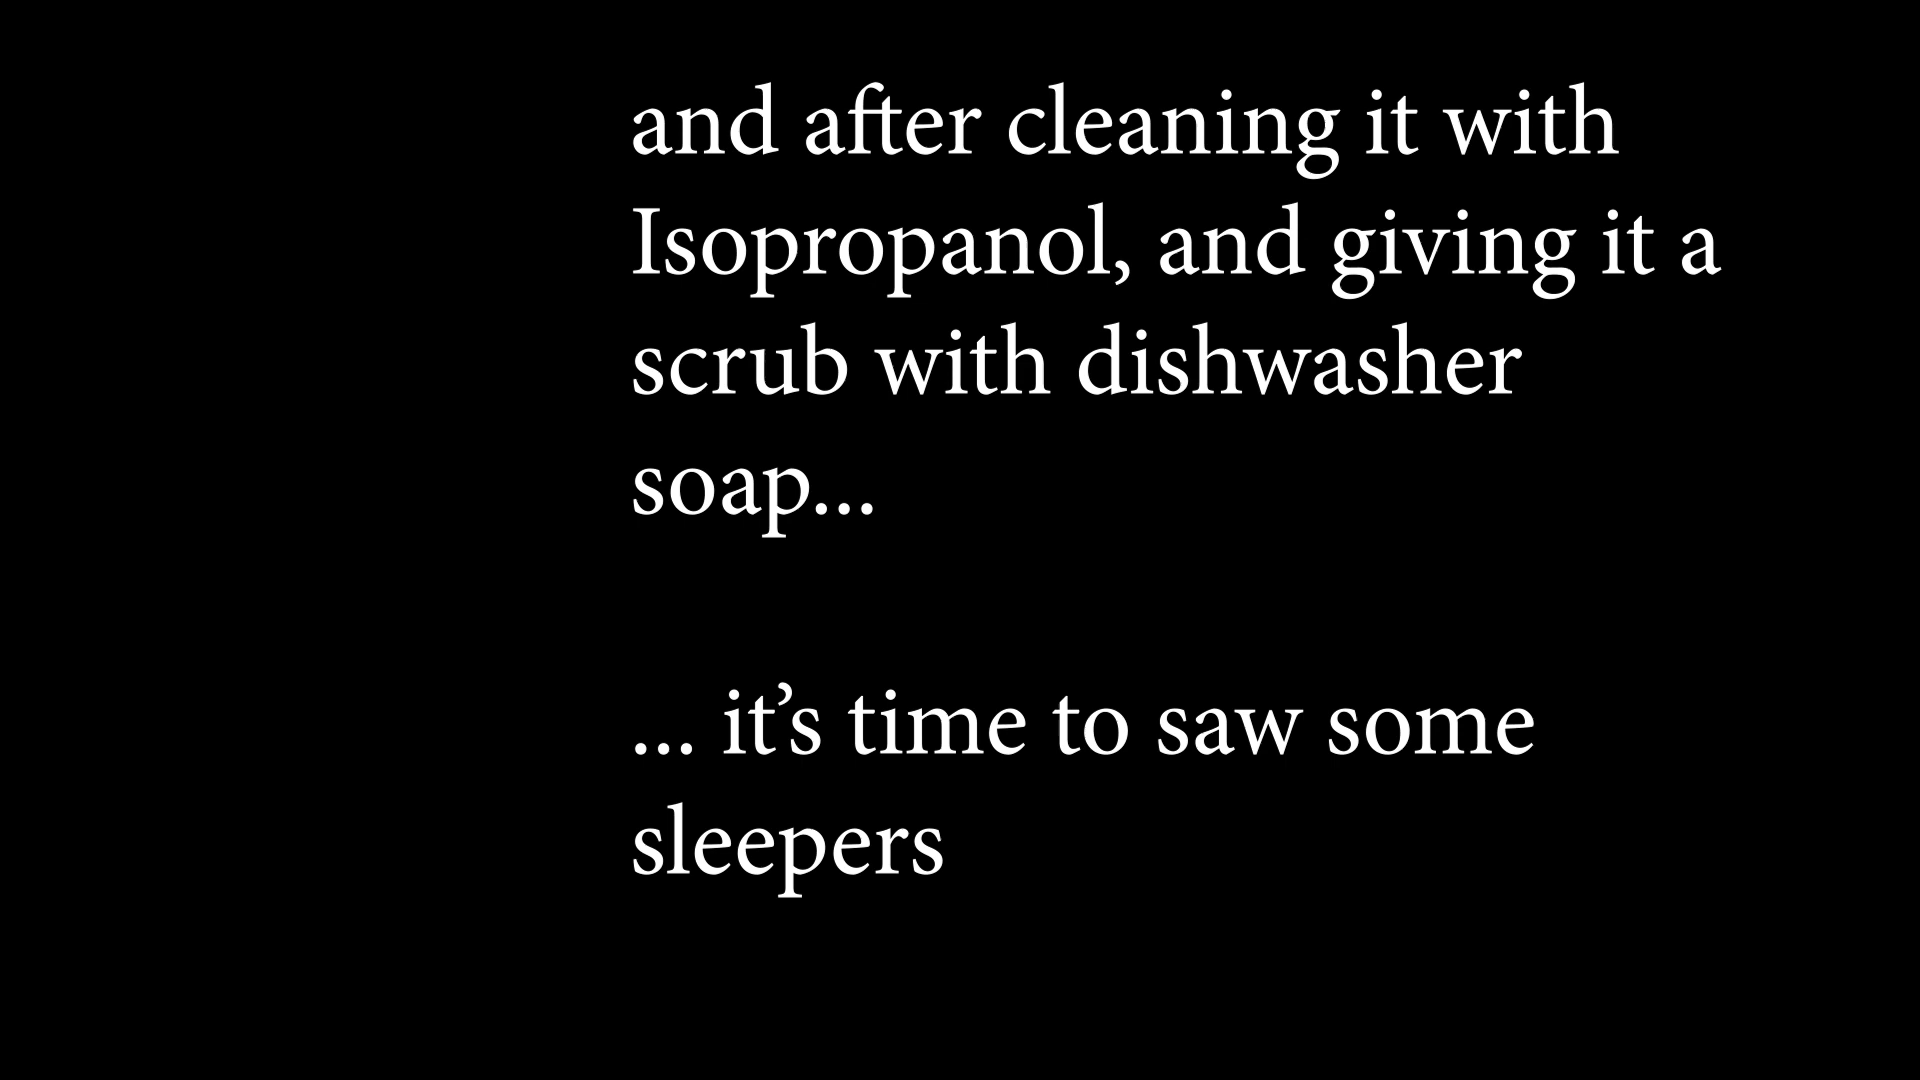 and after cleaning it with
Isopropanol, and giving it a
scrub with dishwasher
soap...
... it’s time to saw some
sleepers